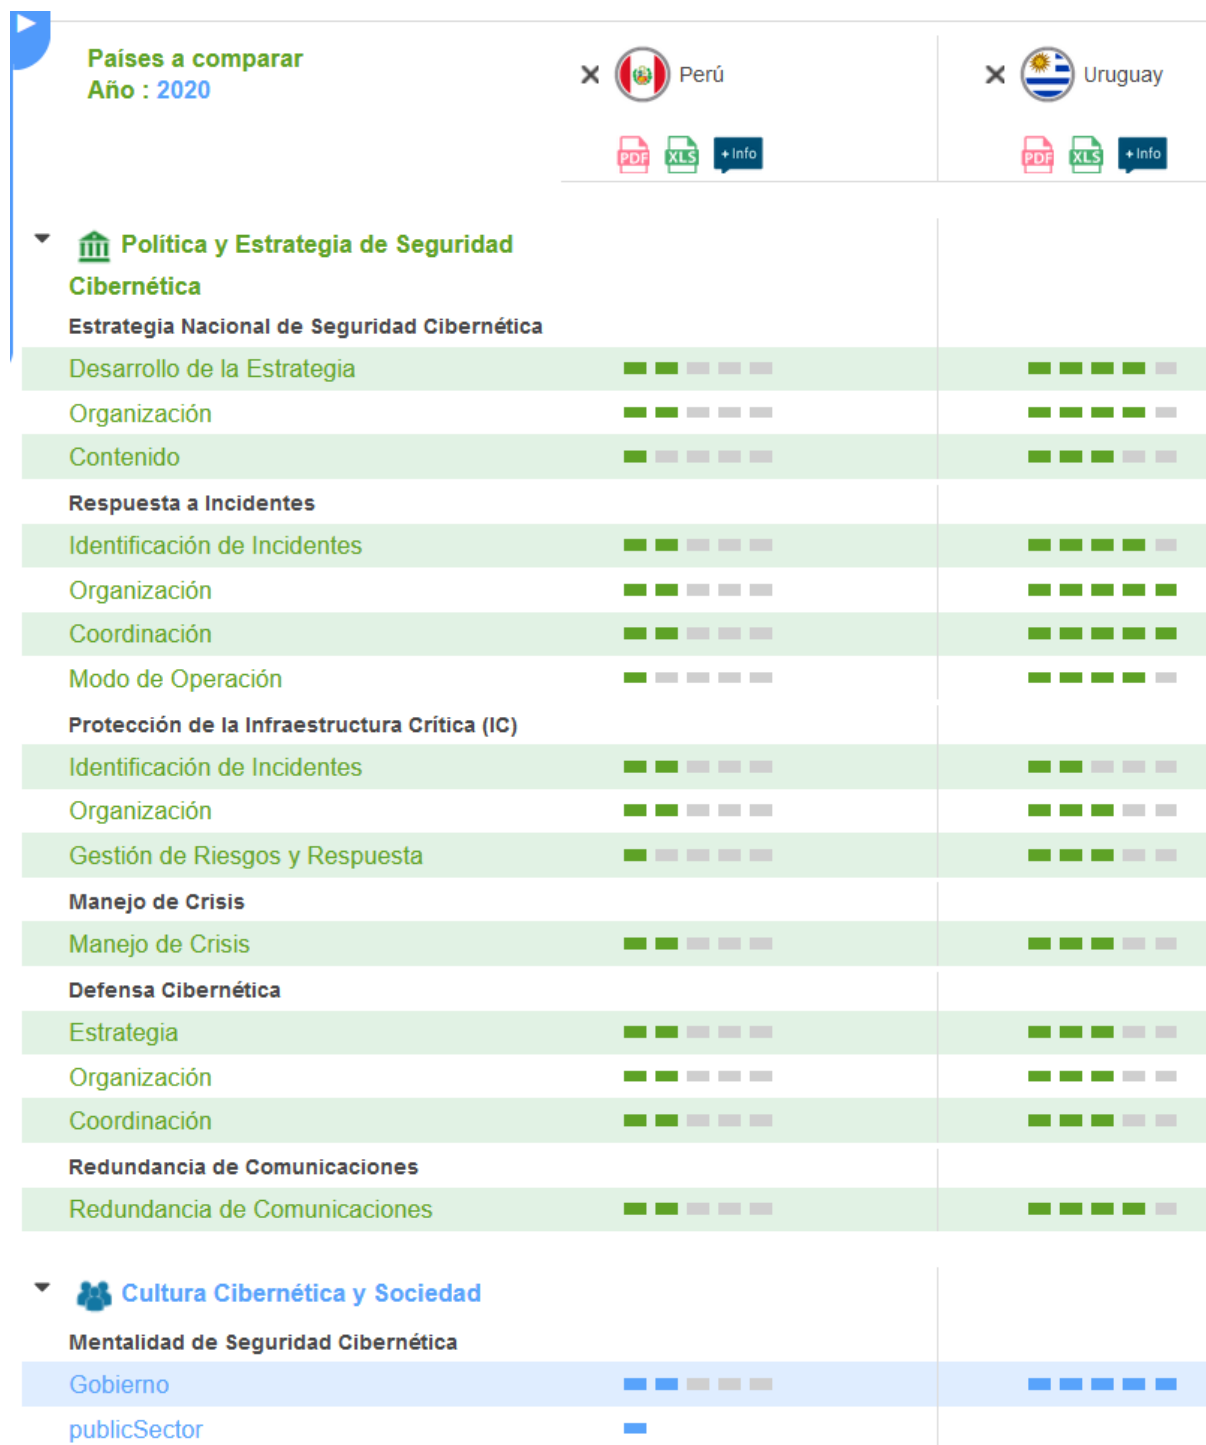 Países a comparar
Año : 2020
Perú
Uruguay
PDF XLS + Info
PDF XLS + Info
Política y Estrategia de Seguridad
Cibernética
Estrategia Nacional de Seguridad Cibernética
Desarrollo de la Estrategia
Organización
Contenido
Respuesta a Incidentes
Identificación de Incidentes
Organización
Coordinación
Modo de Operación
Protección de la Infraestructura Crítica (IC)
Identificación de Incidentes
Organización
Gestión de Riesgos y Respuesta
Manejo de Crisis
Manejo de Crisis
Defensa Cibernética
Estrategia
Organización
Coordinación
Redundancia de Comunicaciones
Redundancia de Comunicaciones
Cultura Cibernética y Sociedad
Mentalidad de Seguridad Cibernética
Gobierno
publicSector